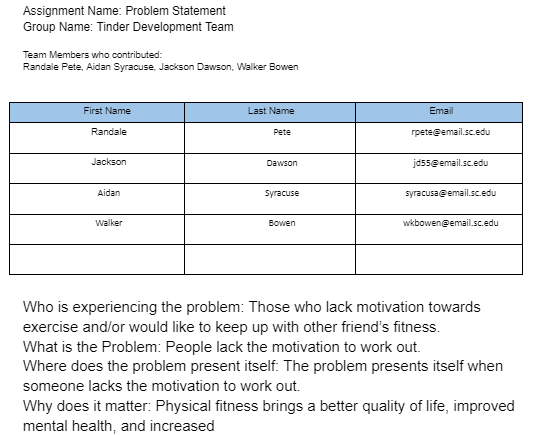 Assignment Name: Problem Statement
Group Name: Tinder Development Team
Team Members who contributed:
Randale Pete, Aidan Syracuse, Jackson Dawson, Walker Bowen
First Name Last Name Email
Randale Pete rpete@email.sc.edu
Jackson Dawson jd55@email.sc.edu
Aidan Syracuse syracusa@email.sc.edu
Walker Bowen wkbowen@email.sc.edu
Who is experiencing the problem: Those who lack motivation towards
exercise and/or would like to keep up with other friend's fitness.
What is the Problem: People lack the motivation to work out.
Where does the problem present itself: The problem presents itself when
someone lacks the motivation to work out.
Why does it matter: Physical fitness brings a better quality of life, improved
mental health, and increased